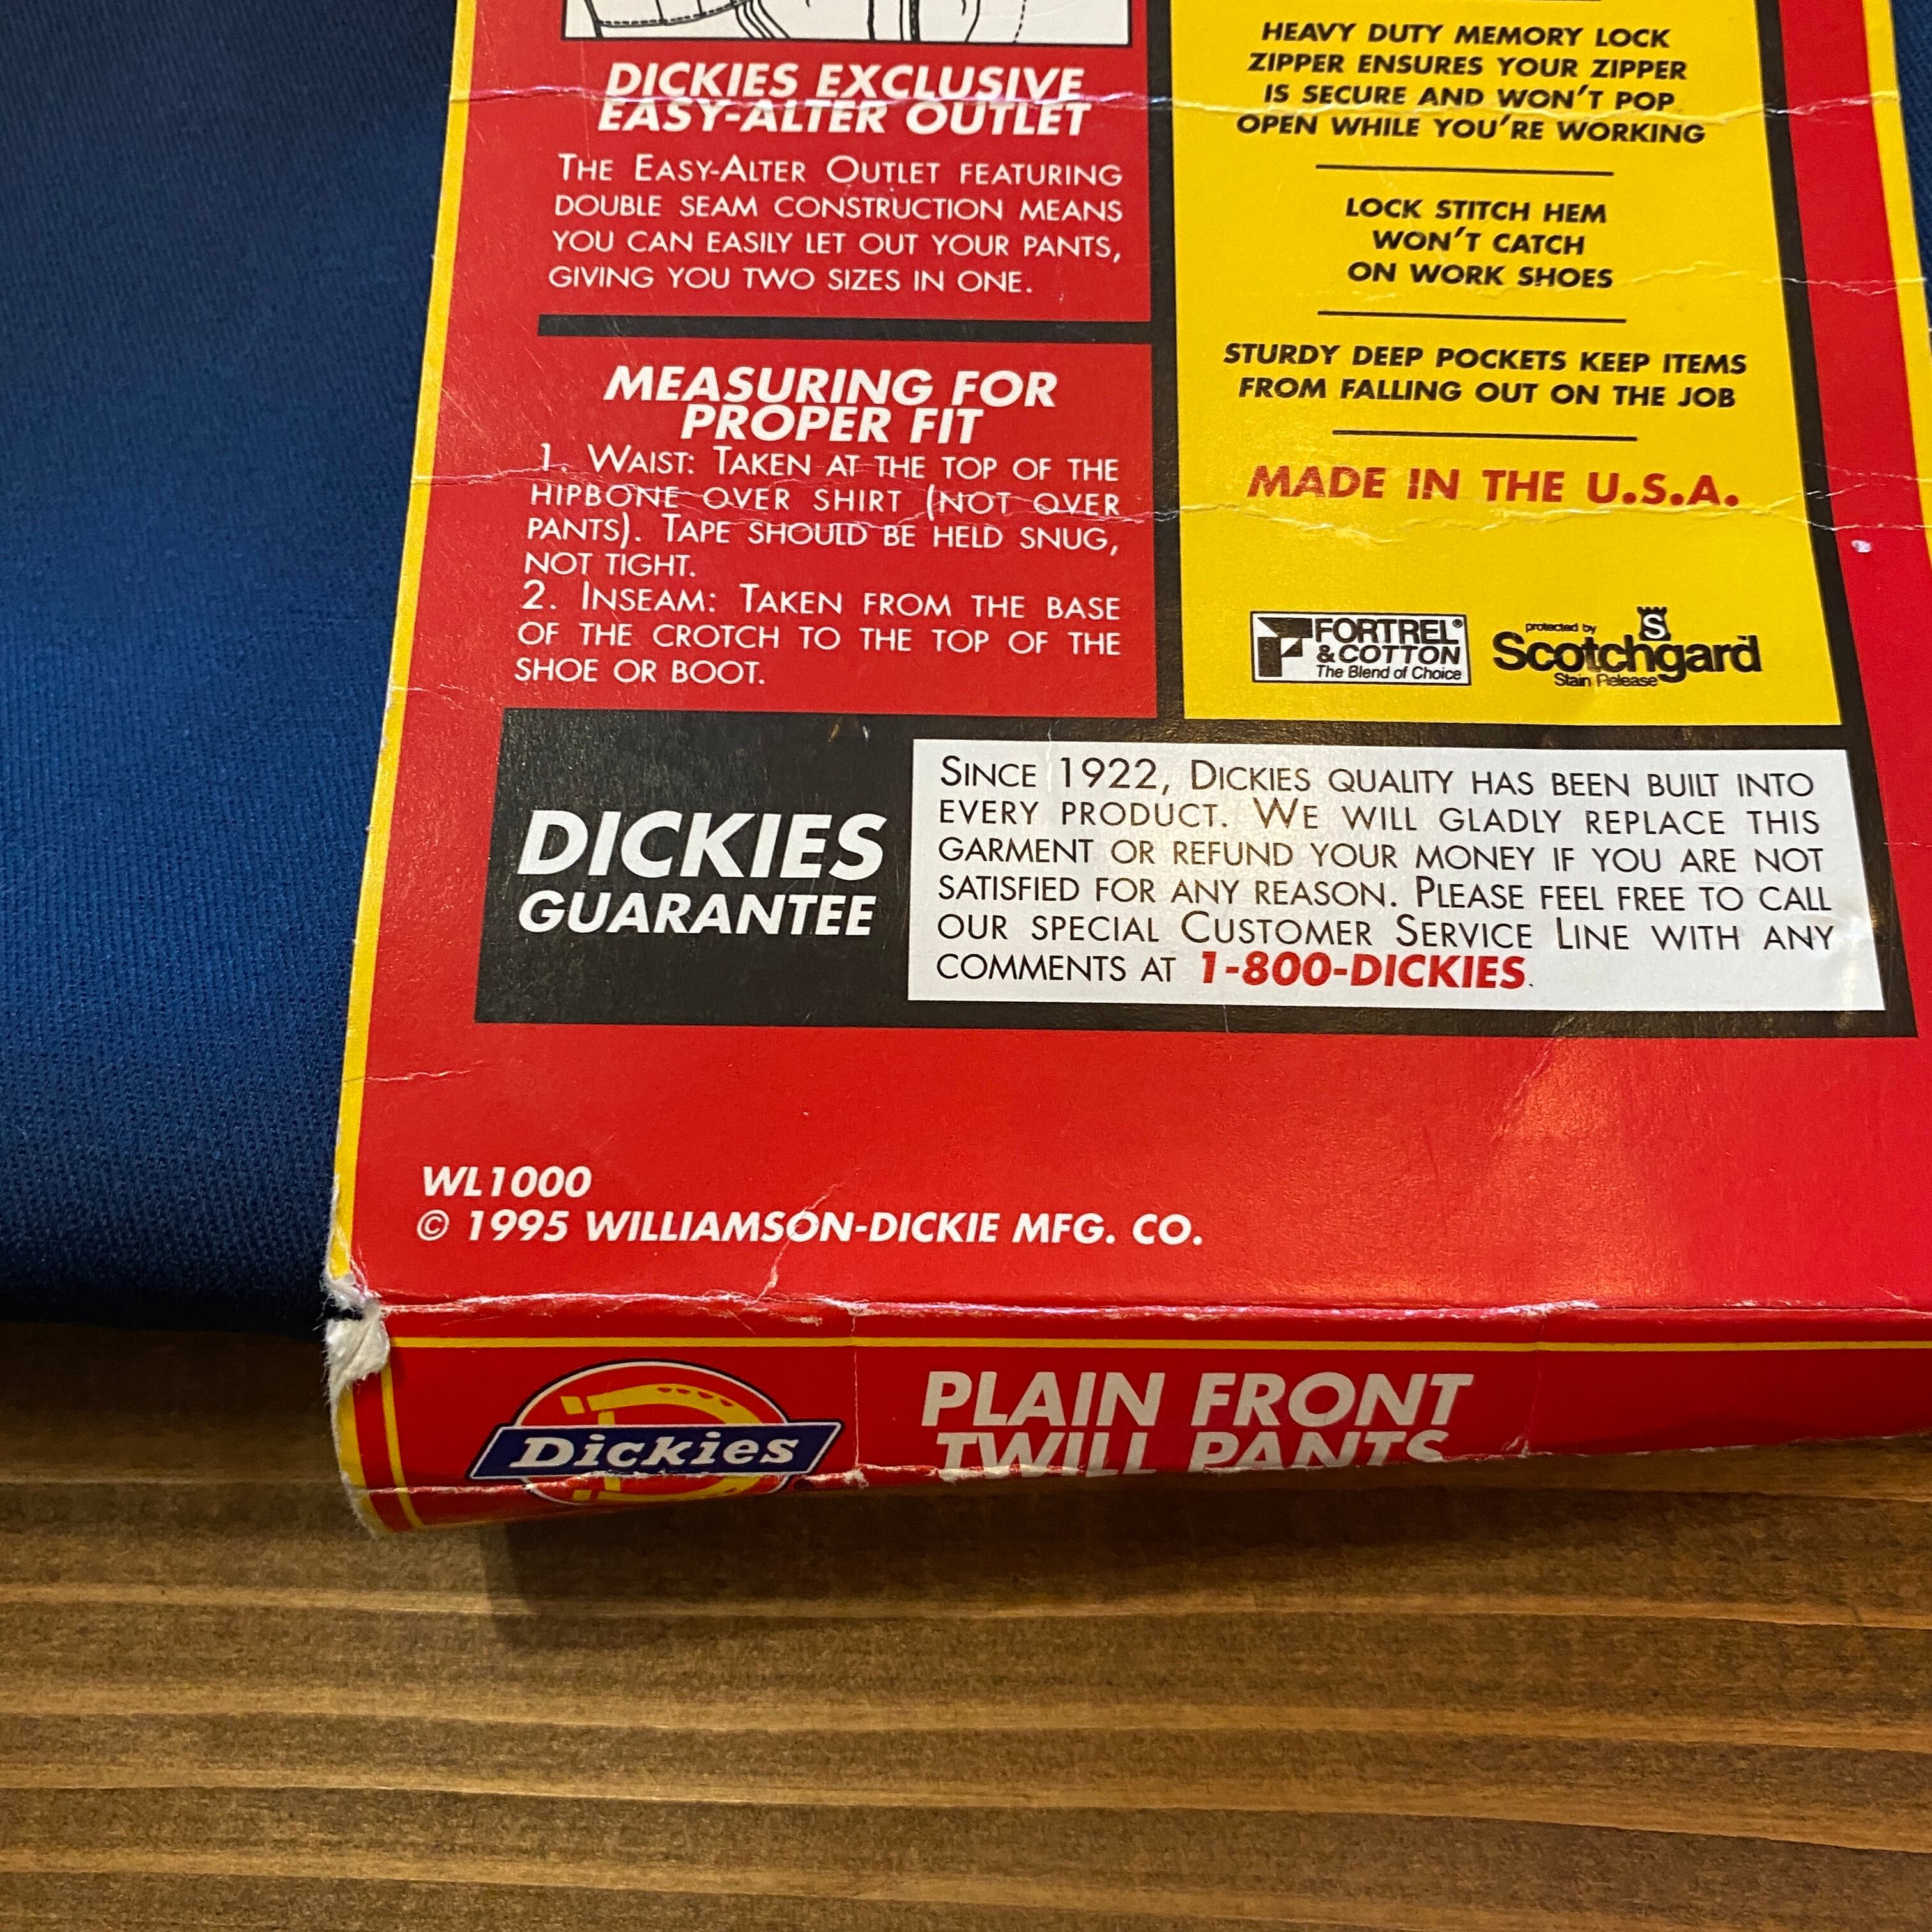 DICKIES EXCLUSIVE
EASY-ALTER OUTLET
THE EASY-ALTER OUTLET FEATURING
DOUBLE SEAM CONSTRUCTION MEANS
YOU CAN EASILY LET OUT YOUR PANTS,
GIVING YOU TWO SIZES IN ONE.
MEASURING FOR
PROPER FIT
1. WAIST: TAKEN AT THE TOP OF THE
HIPBONE OVER SHIRT (NOT OVER
PANTS). TAPE SHOULD BE HELD SNUG,
NOT TIGHT.
2. INSEAM: TAKEN FROM THE BASE
OF THE CROTCH TO THE TOP OF THE
SHOE OR BOOT.
HEAVY DUTY MEMORY LOCK
ZIPPER ENSURES YOUR ZIPPER
IS SECURE AND WON'T POP
OPEN WHILE YOU'RE WORKING
LOCK STITCH HEM
WON'T CATCH
ON WORK SHOES
STURDY DEEP POCKETS KEEP ITEMS
FROM FALLING OUT ON THE JOB
MADE IN THE U.S.A.
FORTREL®
&COTTON
The Blend of Choice
protected by
S
Scotchgard
Stain Release
DICKIES
GUARANTEE
SINCE 1922, DICKIES QUALITY HAS BEEN BUILT INTO
EVERY PRODUCT. WE WILL GLADLY REPLACE THIS
GARMENT OR REFUND YOUR MONEY IF YOU ARE NOT
SATISFIED FOR ANY REASON. PLEASE FEEL FREE TO CALL
OUR SPECIAL CUSTOMER SERVICE LINE WITH ANY
COMMENTS AT 1-800-DICKIES.
WL1000
© 1995 WILLIAMSON-DICKIE MFG. CO.
Dickies
PLAIN FRONT
TWILL PANTS